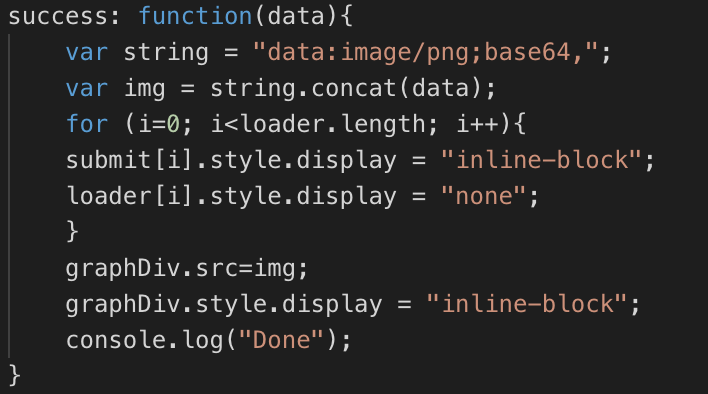 success: function(data){
    var string = "data:image/png;base64,";
    var img = string.concat(data);
    for (i=0; i<loader.length; i++){
    submit[i].style.display = "inline-block";
    loader[i].style.display = "none";
    }
    graphDiv.src=img;
    graphDiv.style.display = "inline-block";
    console.log("Done");
}